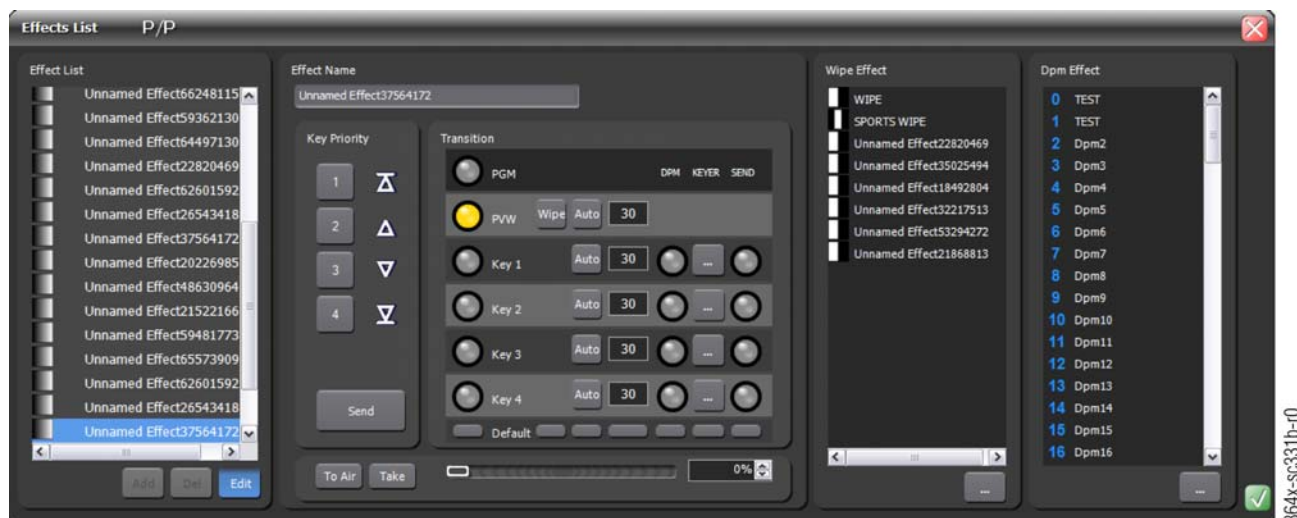 Effects List P/P
Effect List
Unnamed Effect66248115
Unnamed Effect59362130
Unnamed Effect64497130
Unnamed Effect22820469
Unnamed Effect62601592
Unnamed Effect26543418
Unnamed Effect37564172
Unnamed Effect20226985
Unnamed Effect48630964
Unnamed Effect21522166
Unnamed Effect59481773
Unnamed Effect65573909
Unnamed Effect62601592
Unnamed Effect26543418
Unnamed Effect37564172
Add Del Edit
Effect Name
Unnamed Effect37564172
Key Priority
1
2
3
4
Send
Transition
PGM DPM KEYER SEND
PVW Wipe Auto 30
Key 1 Auto 30 ...
Key 2 Auto 30 ...
Key 3 Auto 30 ...
Key 4 Auto 30 ...
Default
To Air Take 0%
Wipe Effect
WIPE
SPORTS WIPE
Unnamed Effect22820469
Unnamed Effect35025494
Unnamed Effect18492804
Unnamed Effect32217513
Unnamed Effect53294272
Unnamed Effect21868813
...
Dpm Effect
0 TEST
1 TEST
2 Dpm2
3 Dpm3
4 Dpm4
5 Dpm5
6 Dpm6
7 Dpm7
8 Dpm8
9 Dpm9
10 Dpm10
11 Dpm11
12 Dpm12
13 Dpm13
14 Dpm14
15 Dpm15
16 Dpm16
...